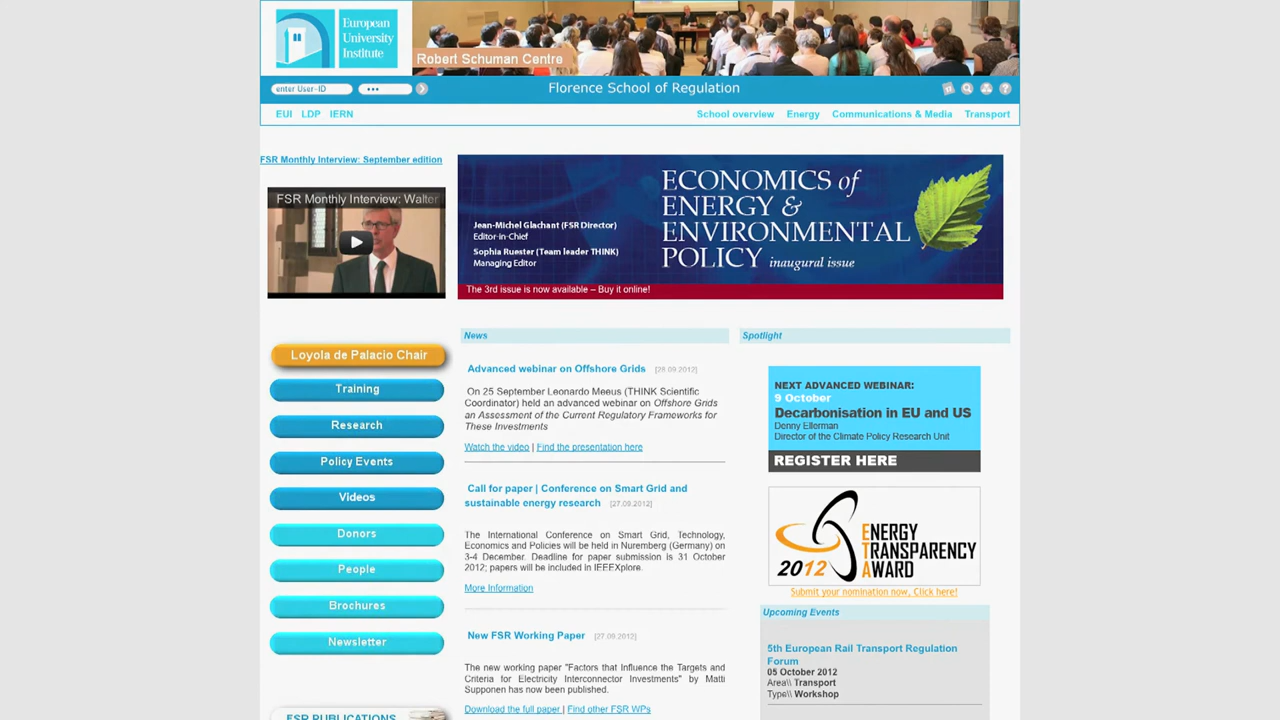 European
University
Institute
Robert Schuman Centre
enter User-ID
•••
Florence School of Regulation
EUI LDP IERN
School overview Energy Communications & Media Transport
FSR Monthly Interview: September edition
FSR Monthly Interview: Walter
ECONOMICS of
ENERGY &
ENVIRONMENTAL
POLICY inaugural issue
Jean-Michel Glachant (FSR Director)
Editor-in-Chief
Sophia Ruester (Team leader THINK)
Managing Editor
The 3rd issue is now available – Buy it online!
Loyola de Palacio Chair
Training
Research
Policy Events
Videos
Donors
People
Brochures
Newsletter
FSR PUBLICATIONS
News
Advanced webinar on Offshore Grids [28.09.2012]
On 25 September Leonardo Meeus (THINK Scientific
Coordinator) held an advanced webinar on Offshore Grids
an Assessment of the Current Regulatory Frameworks for
These Investments
Watch the video | Find the presentation here
Call for paper | Conference on Smart Grid and
sustainable energy research [27.09.2012]
The International Conference on Smart Grid, Technology,
Economics and Policies will be held in Nuremberg (Germany) on
3-4 December. Deadline for paper submission is 31 October
2012; papers will be included in IEEEXplore.
More Information
New FSR Working Paper [27.09.2012]
The new working paper "Factors that Influence the Targets and
Criteria for Electricity Interconnector Investments" by Matti
Supponen has now been published.
Download the full paper | Find other FSR WPs
Spotlight
NEXT ADVANCED WEBINAR:
9 October
Decarbonisation in EU and US
Denny Ellerman
Director of the Climate Policy Research Unit
REGISTER HERE
ENERGY
TRANSPARENCY
AWARD
2012
Submit your nomination now, Click here!
Upcoming Events
5th European Rail Transport Regulation
Forum
05 October 2012
Area\\ Transport
Type\\ Workshop